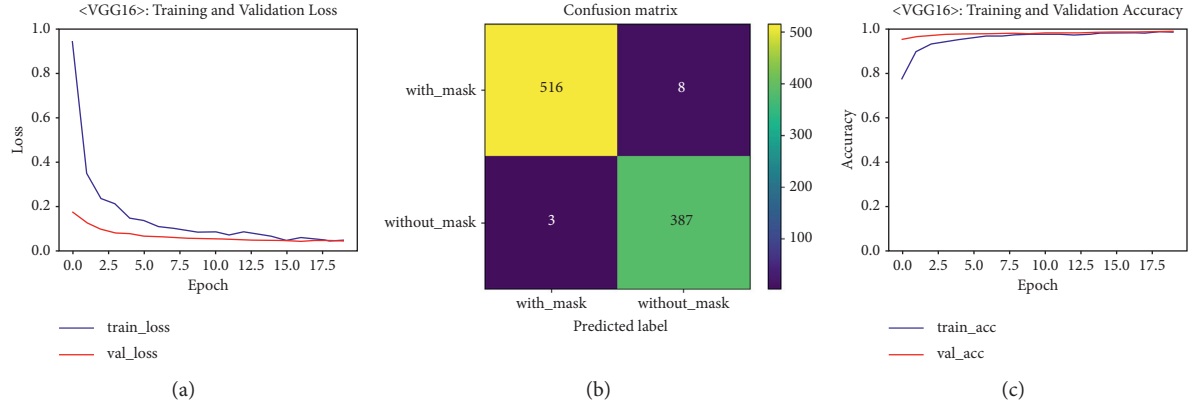 <VGG16>: Training and Validation Loss
1.0
0.8
0.6
0.4
0.2
0.0
Loss
0.0 2.5 5.0 7.5 10.0 12.5 15.0 17.5
Epoch
train_loss
val_loss
(a)
Confusion matrix
with_mask
without_mask
516 8
3 387
with_mask without_mask
Predicted label
500
400
300
200
100
(b)
<VGG16>: Training and Validation Accuracy
1.0
0.8
0.6
0.4
0.2
0.0
Accuracy
0.0 2.5 5.0 7.5 10.0 12.5 15.0 17.5
Epoch
train_acc
val_acc
(c)